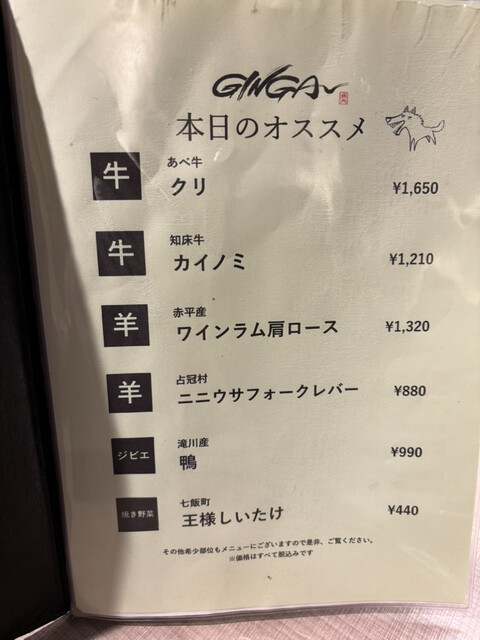 GINGA
本日のオススメ
牛 あべ牛
クリ ¥1,650
牛 知床牛
カイノミ ¥1,210
羊 赤平産
ワインラム肩ロース ¥1,320
羊 占冠村
ニニウサフォークレバー ¥880
ジビエ 滝川産
鴨 ¥990
焼き野菜 七飯町
王様しいたけ ¥440
その他希少部位もメニューにございますので是非、ご覧ください。
※価格はすべて税込みです